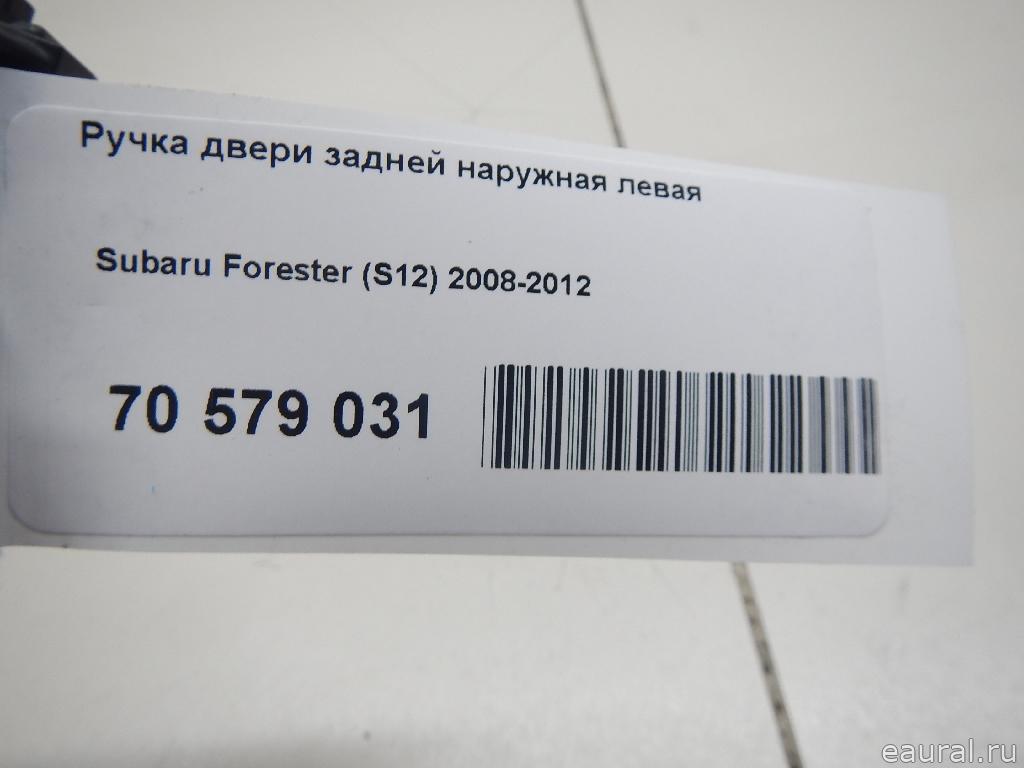 Ручка двери задней наружная левая
Subaru Forester (S12) 2008-2012
70 579 031
eaural.ru